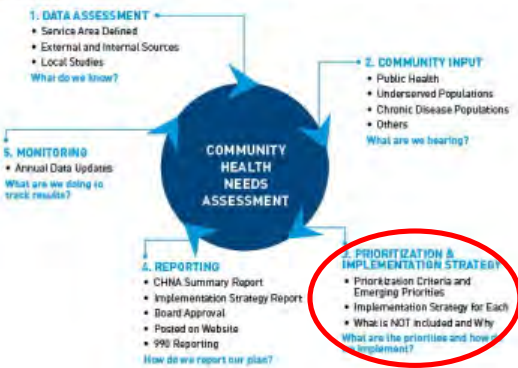 1. DATA ASSESSMENT
• Service Area Defined
• External and Internal Sources
• Local Studies
What do we know?
2. COMMUNITY INPUT
• Public Health
• Underserved Populations
• Chronic Disease Populations
• Others
What are we hearing?
COMMUNITY
HEALTH
NEEDS
ASSESSMENT
3. PRIORITIZATION &
IMPLEMENTATION STRATEGY
• Prioritization Criteria and
Emerging Priorities
• Implementation Strategy for Each
• What is NOT Included and Why
What are the priorities and how do
implement?
4. REPORTING
• CHNA Summary Report
• Implementation Strategy Report
• Board Approval
• Posted on Website
• 990 Reporting
How do we report our plan?
5. MONITORING
• Annual Data Updates
What are we doing to
track results?